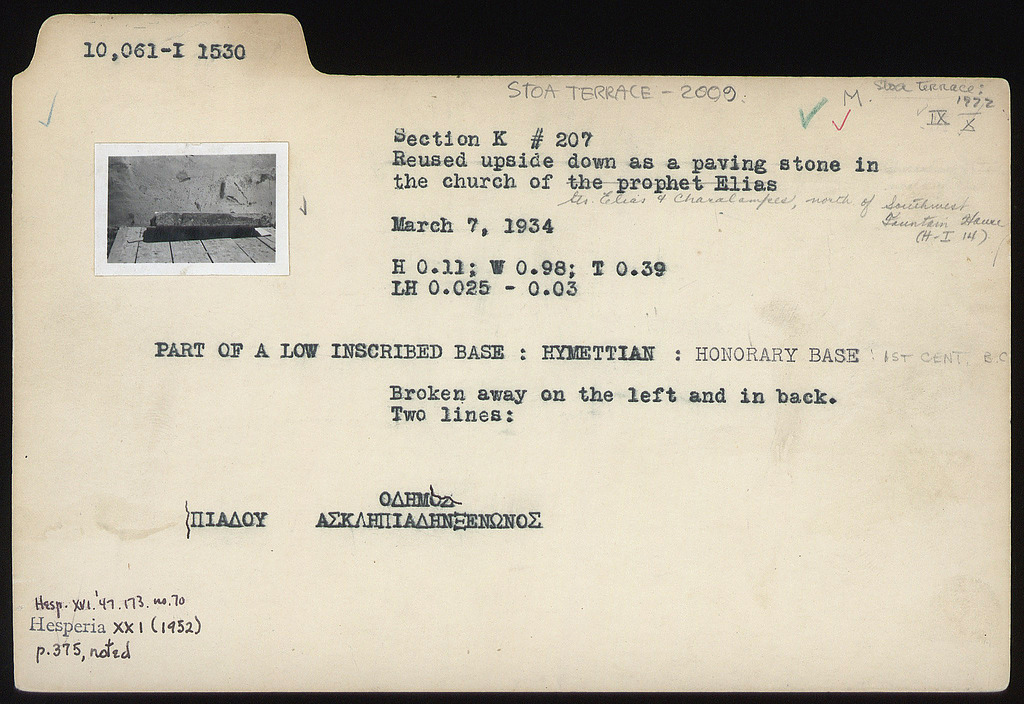 10,061-I 1530
STOA TERRACE - 2009
M.
Stoa Terrace:
1972
IX X
Section K # 207
Reused upside down as a paving stone in
the church of the prophet Elias
Sts. Elias & Charalampes, north of Southwest
Fountain House
(H-I 14)
March 7, 1934
H 0.11; W 0.98; T 0.39
LH 0.025 - 0.03
PART OF A LOW INSCRIBED BASE : HYMETTIAN : HONORARY BASE : 1ST CENT. B.C
Broken away on the left and in back.
Two lines:
ΟΔΗΜ
ΠΙΑΔΟΥ ΑΣΚΛΗΠΙΑΔΗΝΞΕΝΩΝΟΣ
Hesp. XVI. '47. 173. no. 70
Hesperia XXI (1952)
p.375, noted